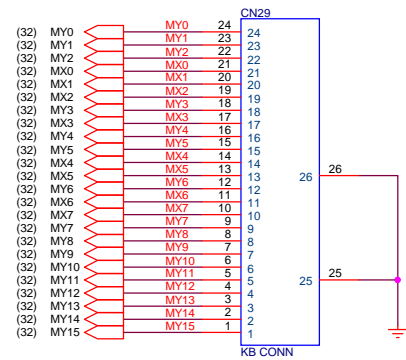 CN29
(32) MY0 MY0 24 24
(32) MY1 MY1 23 23
(32) MY2 MY2 22 22
(32) MX0 MX0 21 21
(32) MX1 MX1 20 20
(32) MX2 MX2 19 19
(32) MY3 MY3 18 18
(32) MX3 MX3 17 17
(32) MY4 MY4 16 16
(32) MY5 MY5 15 15
(32) MX4 MX4 14 14
(32) MX5 MX5 13 13
(32) MY6 MY6 12 12
(32) MX6 MX6 11 11
(32) MX7 MX7 10 10
(32) MY7 MY7 9 9
(32) MY8 MY8 8 8
(32) MY9 MY9 7 7
(32) MY10 MY10 6 6
(32) MY11 MY11 5 5
(32) MY12 MY12 4 4
(32) MY13 MY13 3 3
(32) MY14 MY14 2 2
(32) MY15 MY15 1 1
26 26
25 25
KB CONN